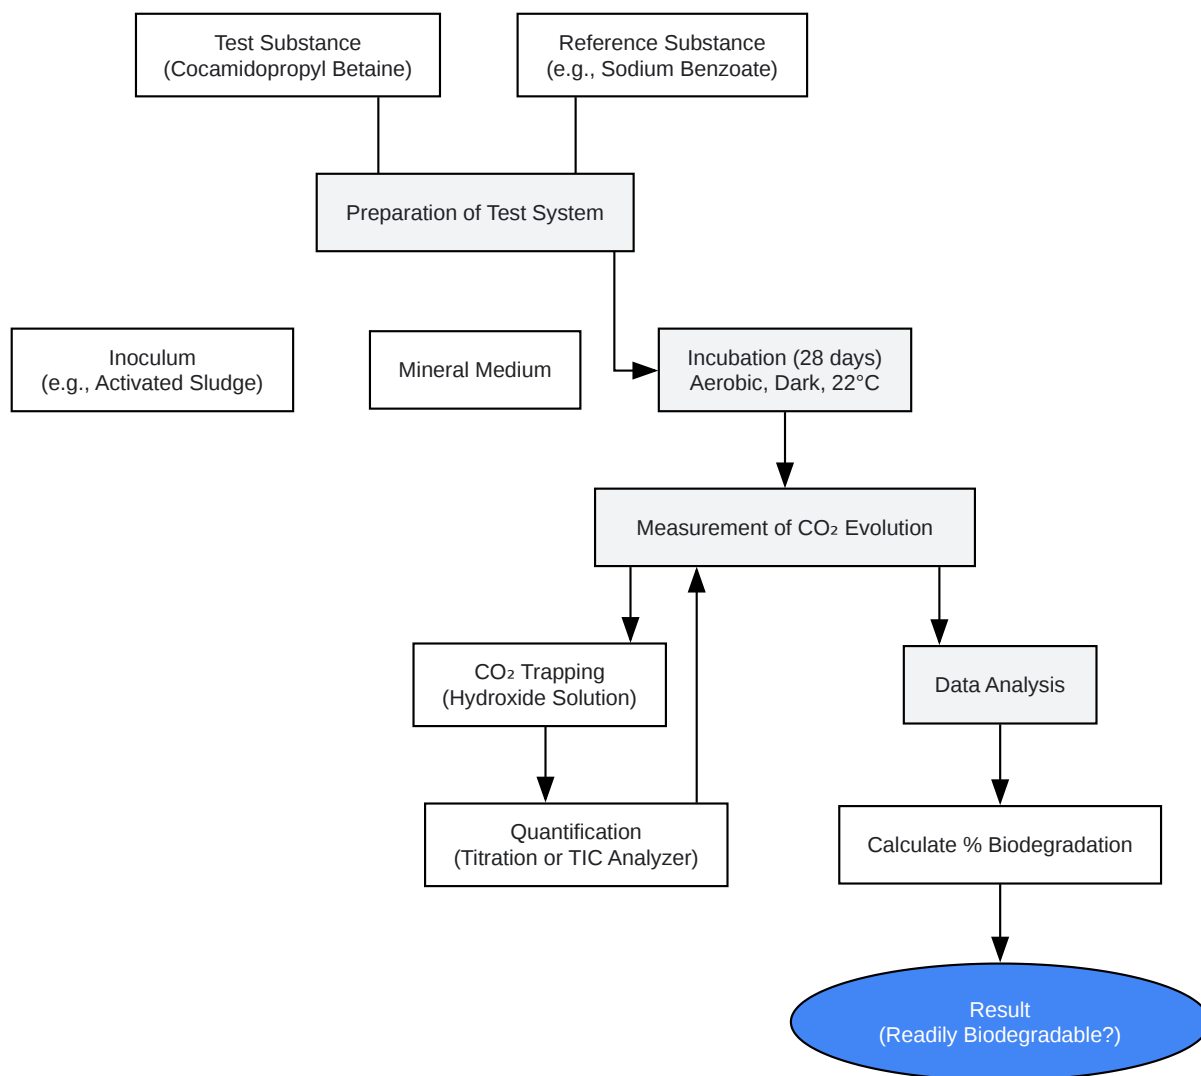 Test Substance
(Cocamidopropyl Betaine)
Reference Substance
(e.g., Sodium Benzoate)
Preparation of Test System
Inoculum
(e.g., Activated Sludge)
Mineral Medium
Incubation (28 days)
Aerobic, Dark, 22°C
Measurement of CO₂ Evolution
CO₂ Trapping
(Hydroxide Solution)
Data Analysis
Quantification
(Titration or TIC Analyzer)
Calculate % Biodegradation
Result
(Readily Biodegradable?)